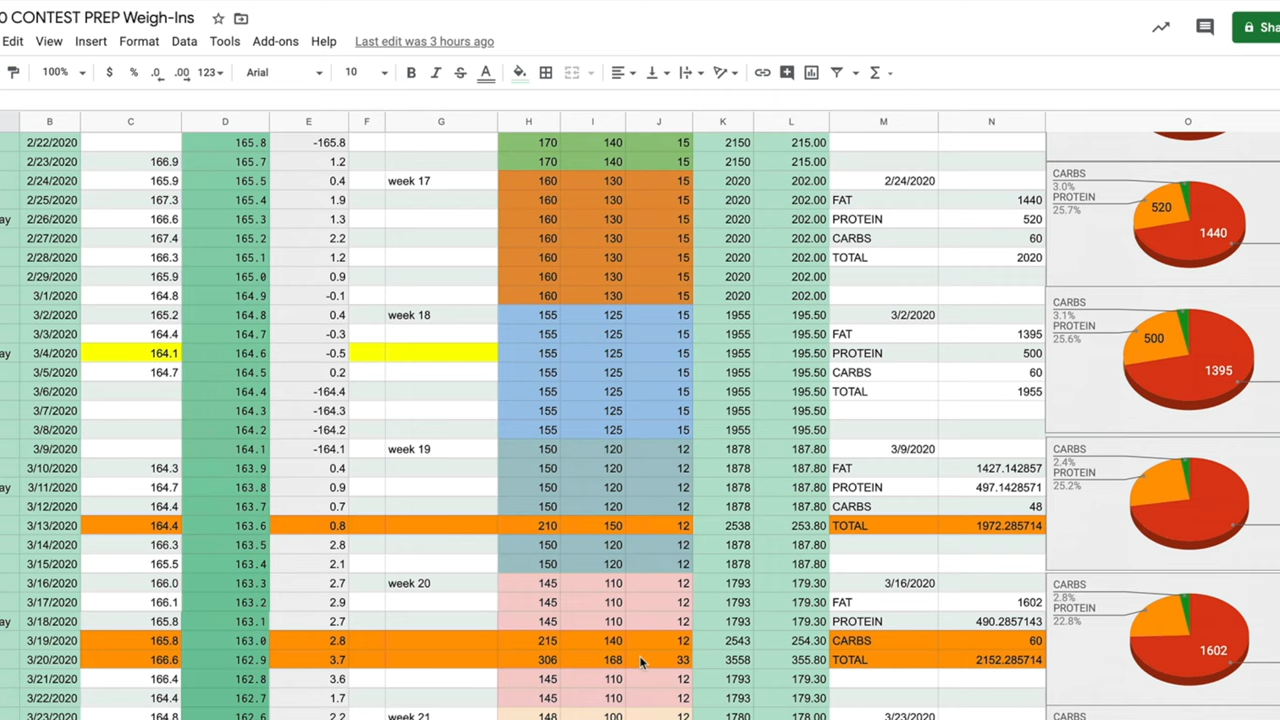 0 CONTEST PREP Weigh-Ins
Edit View Insert Format Data Tools Add-ons Help Last edit was 3 hours ago Sha
100% $ % .0 .00 123 Arial 10 B I S A Σ
B C D E F G H I J K L M N O
2/22/2020 165.8 -165.8 170 140 15 2150 215.00
2/23/2020 166.9 165.7 1.2 170 140 15 2150 215.00
2/24/2020 165.9 165.5 0.4 week 17 160 130 15 2020 202.00 2/24/2020
2/25/2020 167.3 165.4 1.9 160 130 15 2020 202.00 FAT 1440
ay 2/26/2020 166.6 165.3 1.3 160 130 15 2020 202.00 PROTEIN 520
2/27/2020 167.4 165.2 2.2 160 130 15 2020 202.00 CARBS 60
2/28/2020 166.3 165.1 1.2 160 130 15 2020 202.00 TOTAL 2020
2/29/2020 165.9 165.0 0.9 160 130 15 2020 202.00
3/1/2020 164.8 164.9 -0.1 160 130 15 2020 202.00
3/2/2020 165.2 164.8 0.4 week 18 155 125 15 1955 195.50 3/2/2020
3/3/2020 164.4 164.7 -0.3 155 125 15 1955 195.50 FAT 1395
ay 3/4/2020 164.1 164.6 -0.5 155 125 15 1955 195.50 PROTEIN 500
3/5/2020 164.7 164.5 0.2 155 125 15 1955 195.50 CARBS 60
3/6/2020 164.4 -164.4 155 125 15 1955 195.50 TOTAL 1955
3/7/2020 164.3 -164.3 155 125 15 1955 195.50
3/8/2020 164.2 -164.2 155 125 15 1955 195.50
3/9/2020 164.1 -164.1 week 19 150 120 12 1878 187.80 3/9/2020
3/10/2020 164.3 163.9 0.4 150 120 12 1878 187.80 FAT 1427.142857
ay 3/11/2020 164.7 163.8 0.9 150 120 12 1878 187.80 PROTEIN 497.1428571
3/12/2020 164.4 163.7 0.7 150 120 12 1878 187.80 CARBS 48
3/13/2020 164.4 163.6 0.8 210 150 12 2538 253.80 TOTAL 1972.285714
3/14/2020 166.3 163.5 2.8 150 120 12 1878 187.80
3/15/2020 165.5 163.4 2.1 150 120 12 1878 187.80
3/16/2020 166.0 163.3 2.7 week 20 145 110 12 1793 179.30 3/16/2020
3/17/2020 166.1 163.2 2.9 145 110 12 1793 179.30 FAT 1602
ay 3/18/2020 165.8 163.1 2.7 145 110 12 1793 179.30 PROTEIN 490.2857143
3/19/2020 165.8 163.0 2.8 215 140 12 2543 254.30 CARBS 60
3/20/2020 166.6 162.9 3.7 306 168 33 3558 355.80 TOTAL 2152.285714
3/21/2020 166.4 162.8 3.6 145 110 12 1793 179.30
3/22/2020 164.4 162.7 1.7 145 110 12 1793 179.30
3/23/2020 164.8 162.6 2.2 week 21 148 100 12 1780 178.00 3/23/2020
CARBS
3.0%
PROTEIN
25.7%
520
1440
CARBS
3.1%
PROTEIN
25.6%
500
1395
CARBS
2.4%
PROTEIN
25.2%
CARBS
2.8%
PROTEIN
22.8%
1602
CARBS